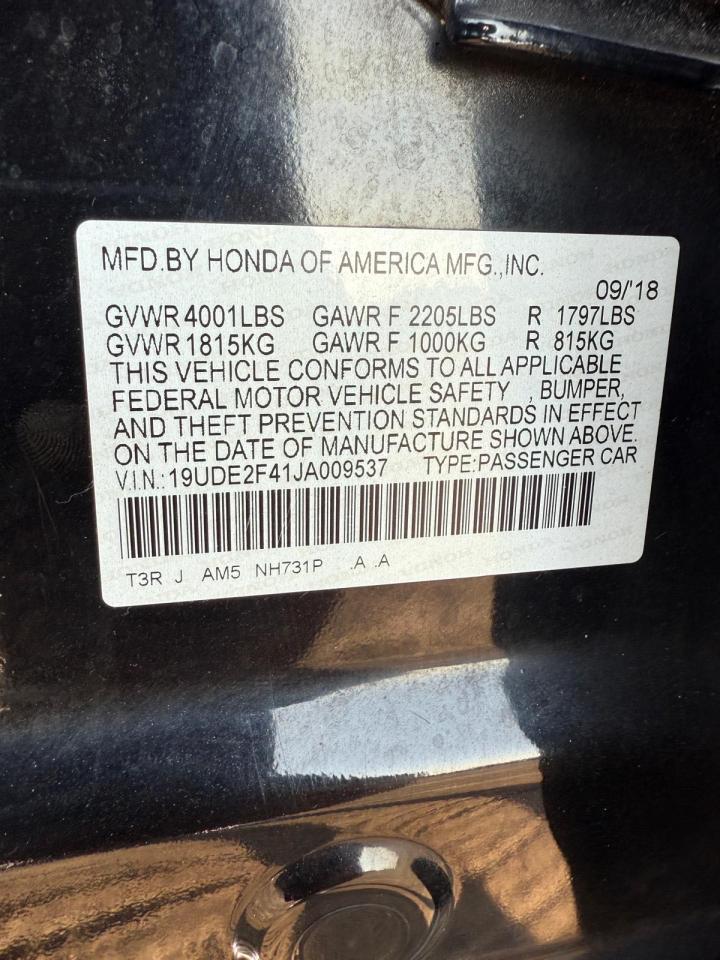 MFD.BY HONDA OF AMERICA MFG.,INC.
09/'18
GVWR 4001LBS GAWR F 2205LBS R 1797LBS
GVWR 1815KG GAWR F 1000KG R 815KG
THIS VEHICLE CONFORMS TO ALL APPLICABLE
FEDERAL MOTOR VEHICLE SAFETY , BUMPER,
AND THEFT PREVENTION STANDARDS IN EFFECT
ON THE DATE OF MANUFACTURE SHOWN ABOVE.
V.I.N.:19UDE2F41JA009537 TYPE:PASSENGER CAR
T3R J AM5 NH731P .A .A